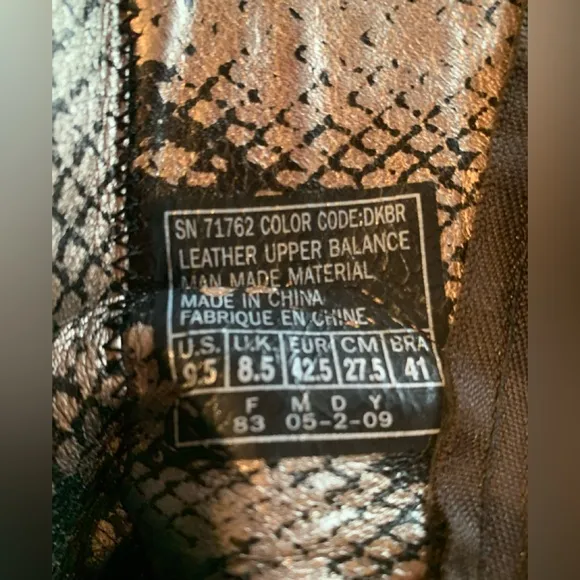 SN 71762 COLOR CODE:DKBR
LEATHER UPPER BALANCE
MAN MADE MATERIAL
MADE IN CHINA
FABRIQUE EN CHINE
U.S. U.K. EUR CM BRA
9.5 8.5 42.5 27.5 41
F M D Y
83 05-2-09